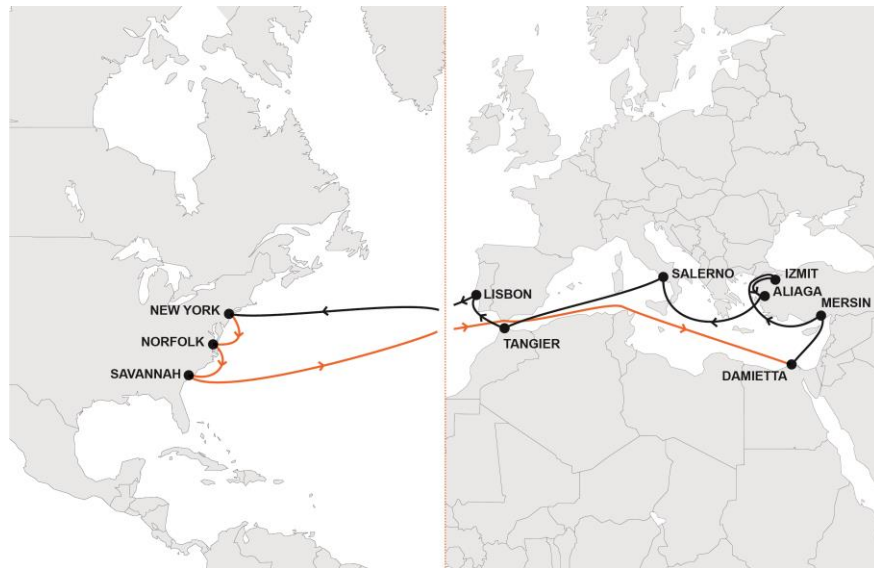 NEW YORK
NORFOLK
SAVANNAH
LISBON
TANGIER
SALERNO
IZMIT
ALIAGA
MERSIN
DAMIETTA